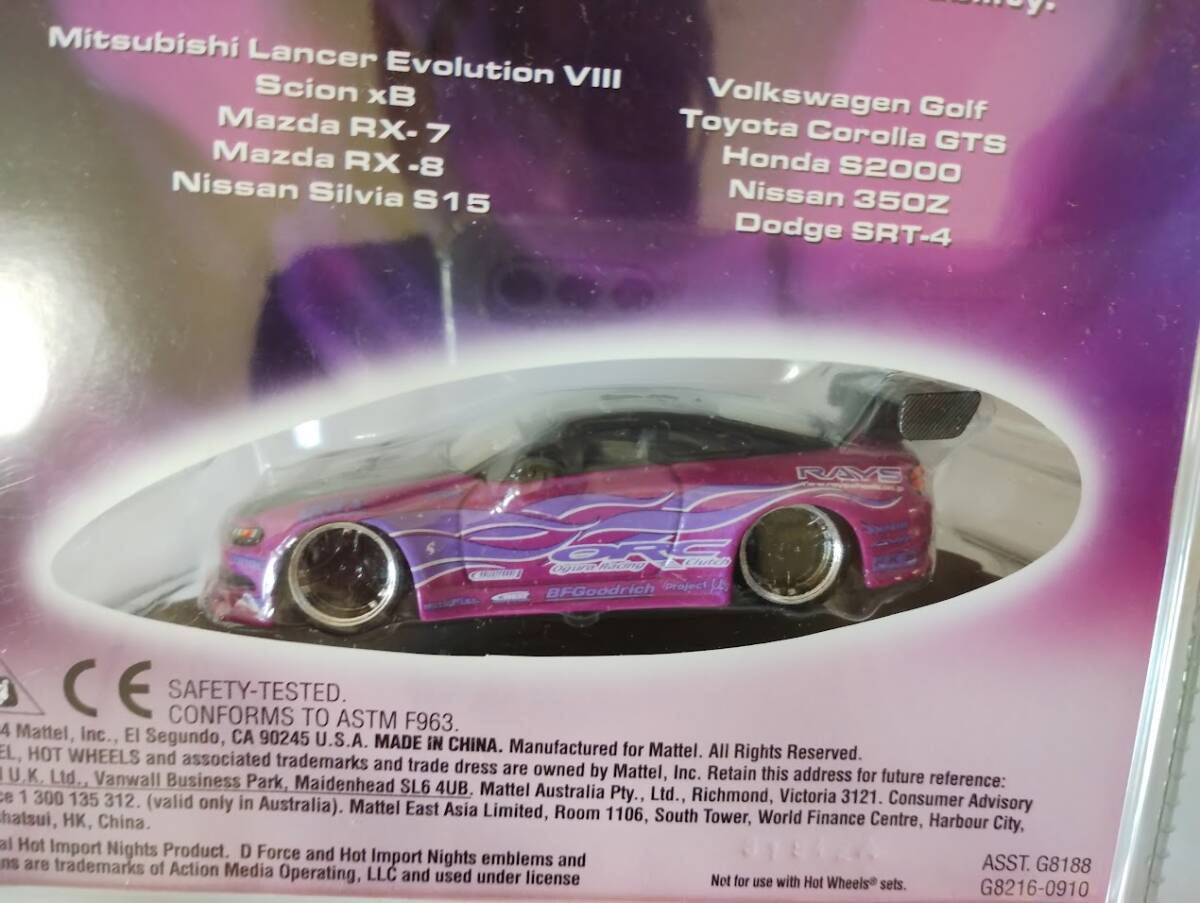 Mitsubishi Lancer Evolution VIII
Scion xB
Mazda RX- 7
Mazda RX -8
Nissan Silvia S15
Volkswagen Golf
Toyota Corolla GTS
Honda S2000
Nissan 350Z
Dodge SRT-4
RAYS
ORC
Ogura Racing Clutch
BFGoodrich
Project μ
CE
SAFETY-TESTED.
CONFORMS TO ASTM F963.
4 Mattel, Inc., El Segundo, CA 90245 U.S.A. MADE IN CHINA. Manufactured for Mattel. All Rights Reserved.
EL, HOT WHEELS and associated trademarks and trade dress are owned by Mattel, Inc. Retain this address for future reference:
l U.K. Ltd., Vanwall Business Park, Maidenhead SL6 4UB. Mattel Australia Pty., Ltd., Richmond, Victoria 3121. Consumer Advisory
ce 1 300 135 312. (valid only in Australia). Mattel East Asia Limited, Room 1106, South Tower, World Finance Centre, Harbour City,
hatsui, HK, China.
al Hot Import Nights Product. D Force and Hot Import Nights emblems and
ns are trademarks of Action Media Operating, LLC and used under license
Not for use with Hot Wheels® sets.
ASST. G8188
G8216-0910